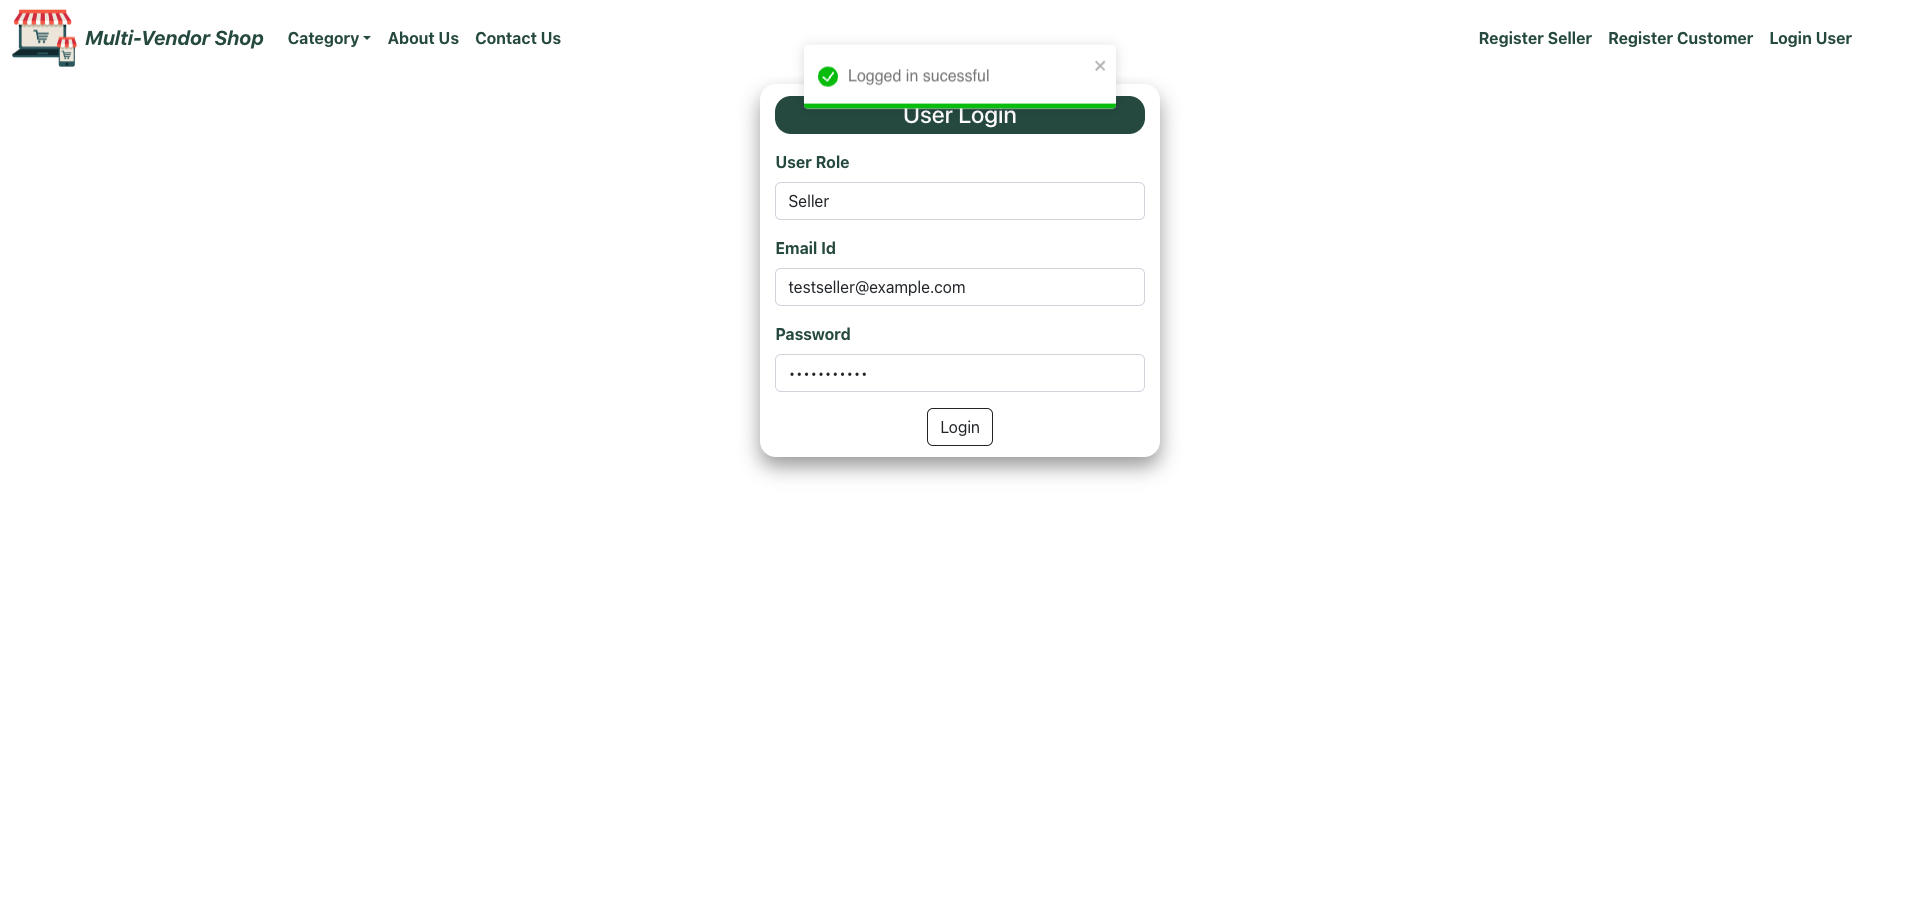 Multi-Vendor Shop
Category
About Us
Contact Us
Register Seller
Register Customer
Login User
Logged in sucessful
User Login
User Role
Seller
Email Id
testseller@example.com
Password
•••••••••••
Login